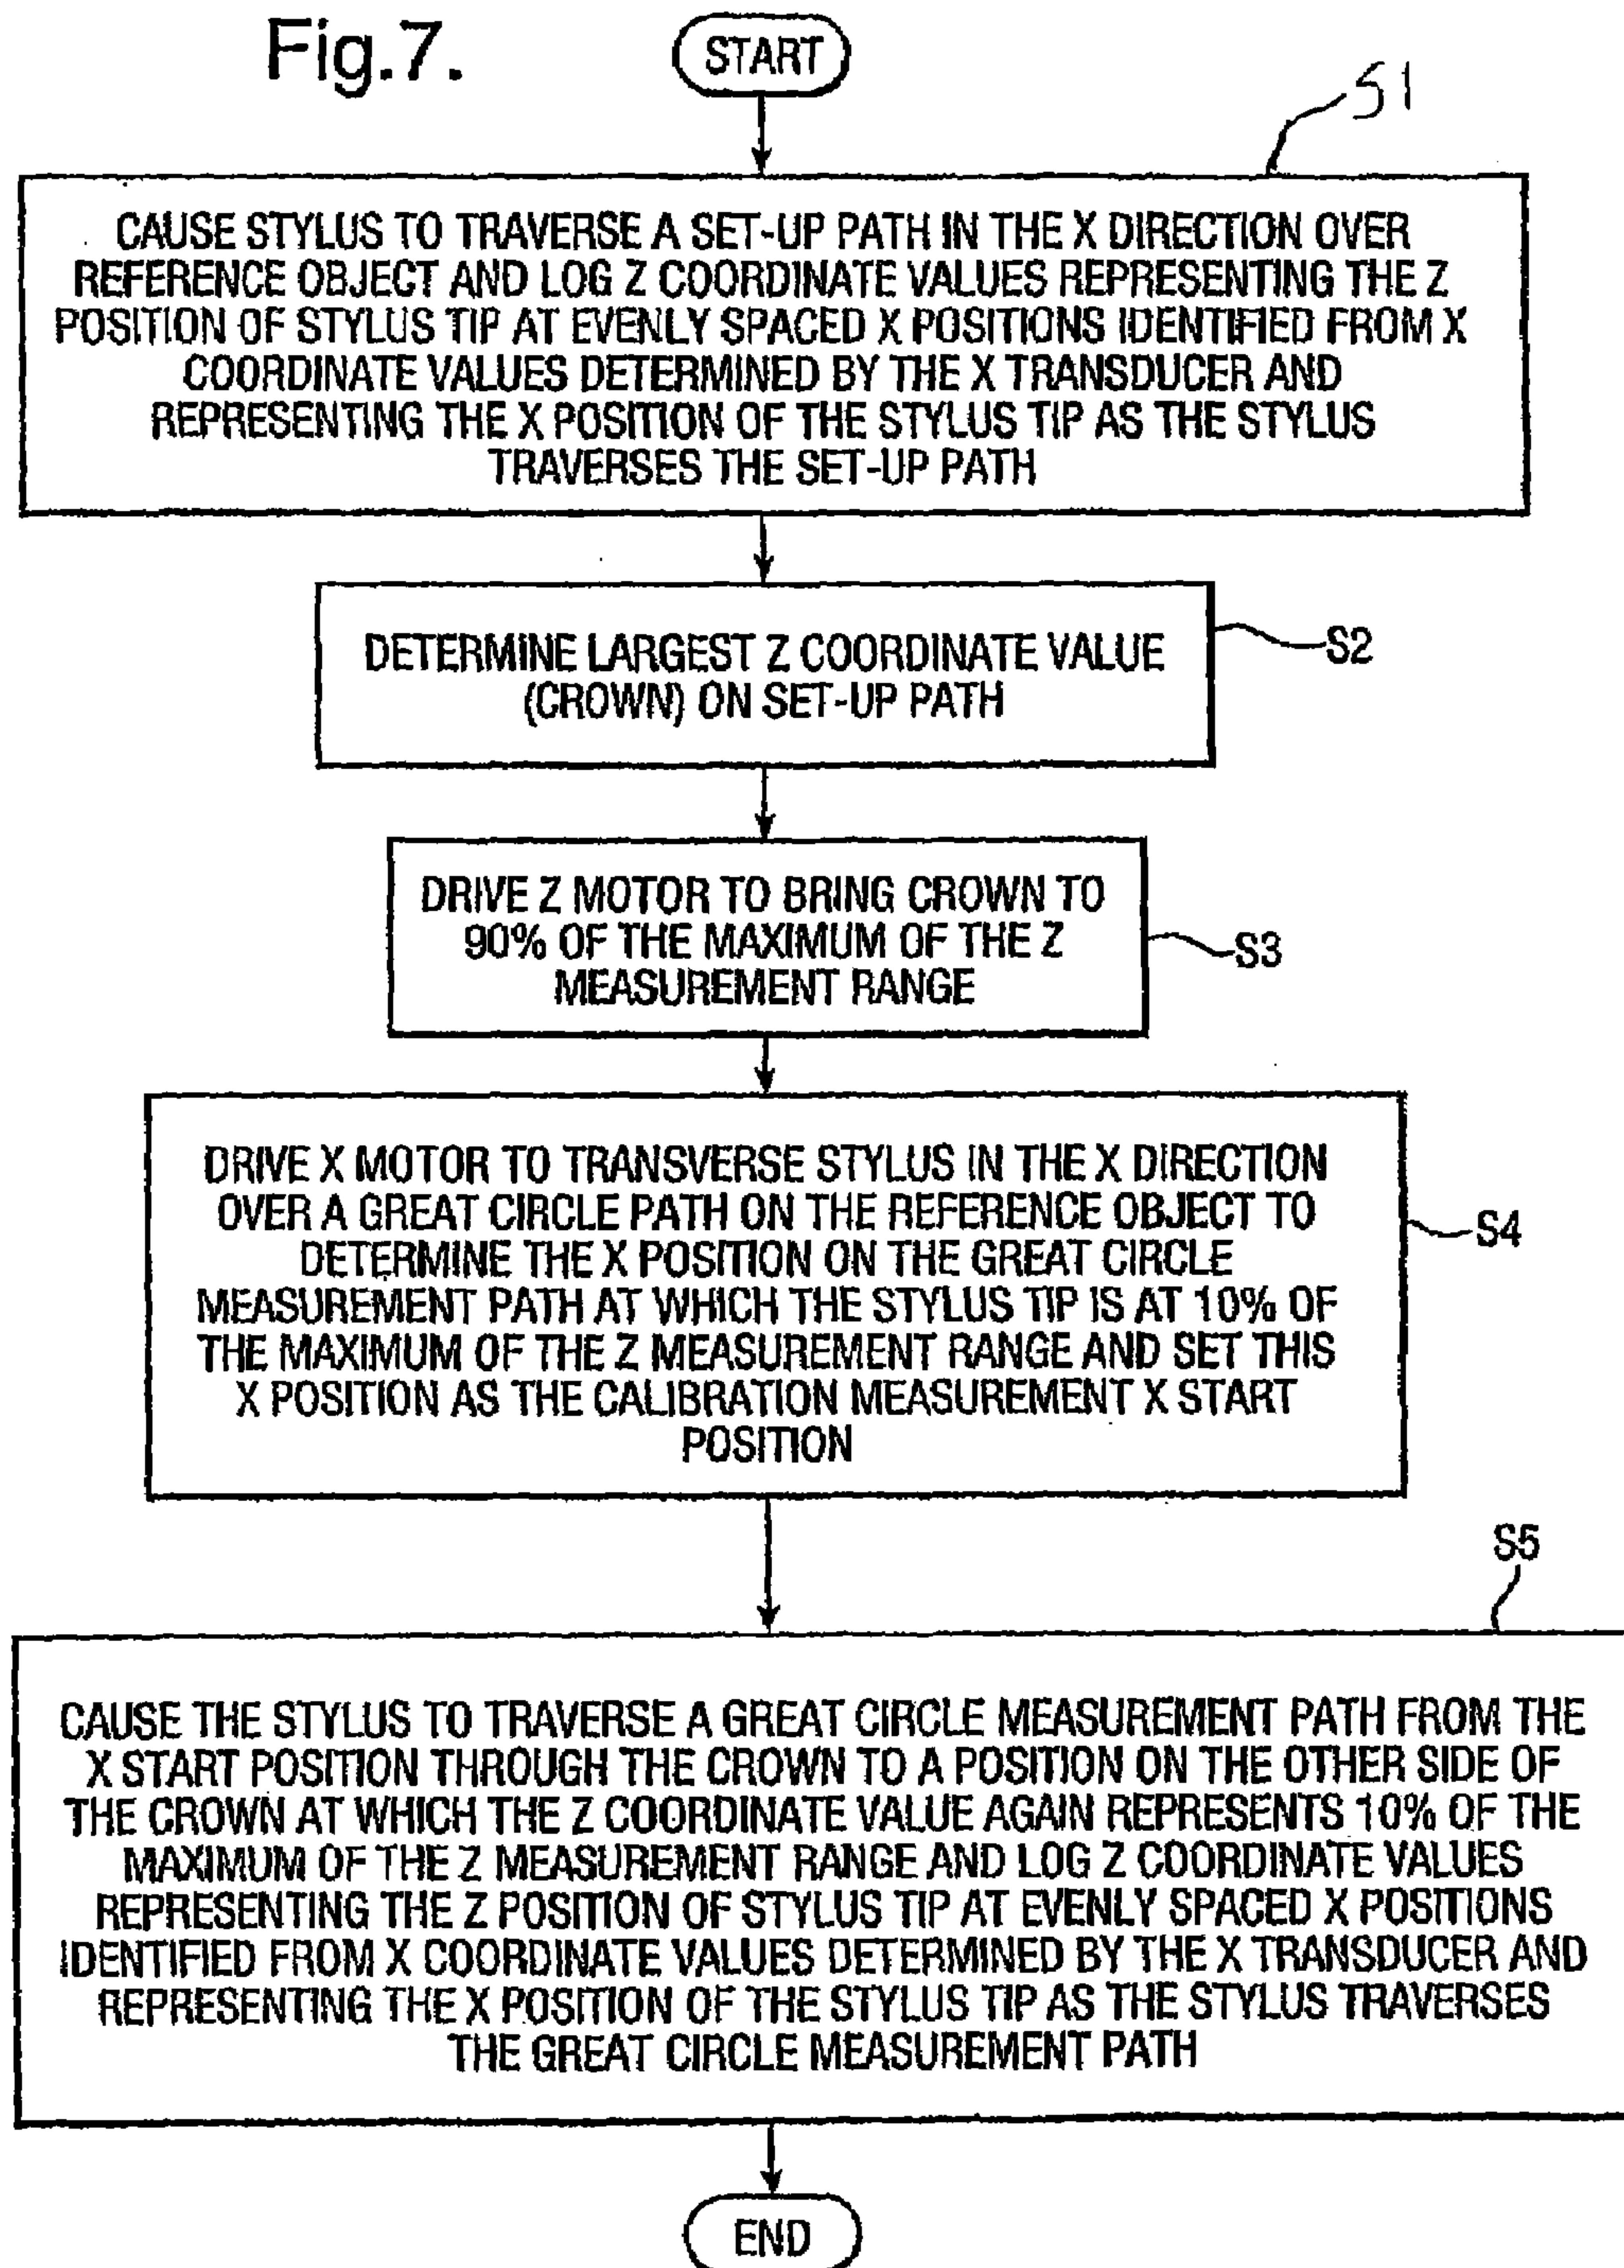 Fig.7.
START
S1
CAUSE STYLUS TO TRAVERSE A SET-UP PATH IN THE X DIRECTION OVER
REFERENCE OBJECT AND LOG Z COORDINATE VALUES REPRESENTING THE Z
POSITION OF STYLUS TIP AT EVENLY SPACED X POSITIONS IDENTIFIED FROM X
COORDINATE VALUES DETERMINED BY THE X TRANSDUCER AND
REPRESENTING THE X POSITION OF THE STYLUS TIP AS THE STYLUS
TRAVERSES THE SET-UP PATH
DETERMINE LARGEST Z COORDINATE VALUE
(CROWN) ON SET-UP PATH
S2
DRIVE Z MOTOR TO BRING CROWN TO
90% OF THE MAXIMUM OF THE Z
MEASUREMENT RANGE
S3
DRIVE X MOTOR TO TRANSVERSE STYLUS IN THE X DIRECTION
OVER A GREAT CIRCLE PATH ON THE REFERENCE OBJECT TO
DETERMINE THE X POSITION ON THE GREAT CIRCLE
MEASUREMENT PATH AT WHICH THE STYLUS TIP IS AT 10% OF
THE MAXIMUM OF THE Z MEASUREMENT RANGE AND SET THIS
X POSITION AS THE CALIBRATION MEASUREMENT X START
POSITION
S4
S5
CAUSE THE STYLUS TO TRAVERSE A GREAT CIRCLE MEASUREMENT PATH FROM THE
X START POSITION THROUGH THE CROWN TO A POSITION ON THE OTHER SIDE OF
THE CROWN AT WHICH THE Z COORDINATE VALUE AGAIN REPRESENTS 10% OF THE
MAXIMUM OF THE Z MEASUREMENT RANGE AND LOG Z COORDINATE VALUES
REPRESENTING THE Z POSITION OF STYLUS TIP AT EVENLY SPACED X POSITIONS
IDENTIFIED FROM X COORDINATE VALUES DETERMINED BY THE X TRANSDUCER AND
REPRESENTING THE X POSITION OF THE STYLUS TIP AS THE STYLUS TRAVERSES
THE GREAT CIRCLE MEASUREMENT PATH
END